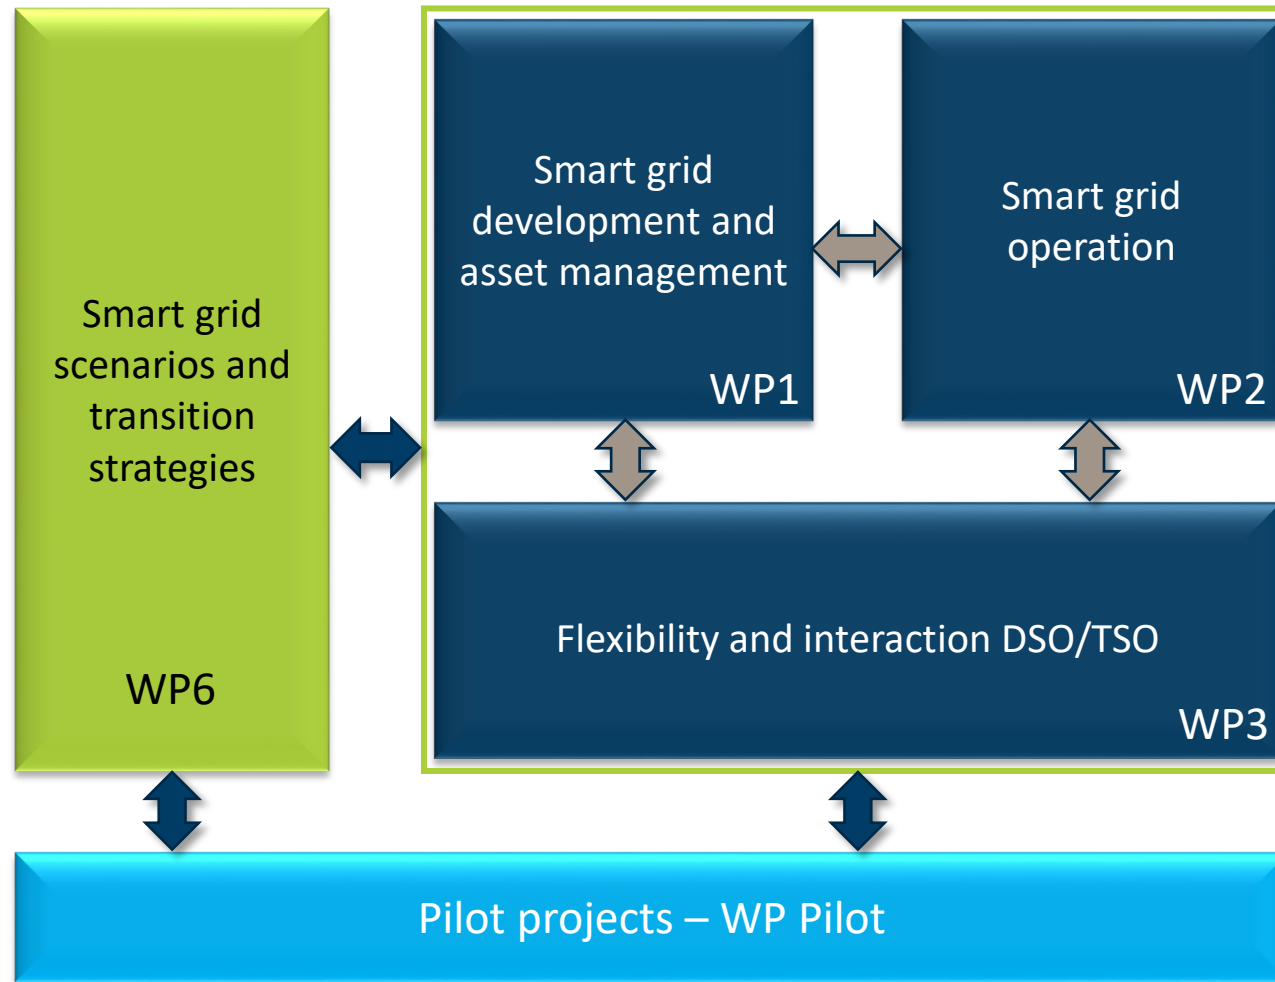 Smart grid
scenarios and
transition
strategies
WP6
Smart grid
development and
asset management
WP1
Smart grid
operation
WP2
Flexibility and interaction DSO/TSO
WP3
Pilot projects – WP Pilot